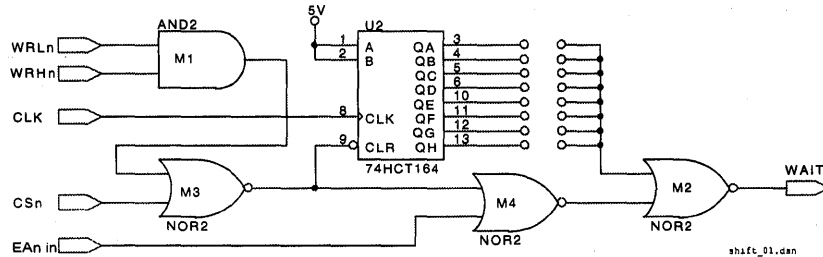 AND2
WRLn
WRHn
M1
5V
U2
1 A QA 3
2 B QB 4
QC 5
QD 6
QE 10
CLK
8 CLK QF 11
QG 12
9 CLR QH 13
74HCT164
M3
CSn
NOR2
M4
NOR2
M2
NOR2
WAIT
EAn in
shift_01.dsn